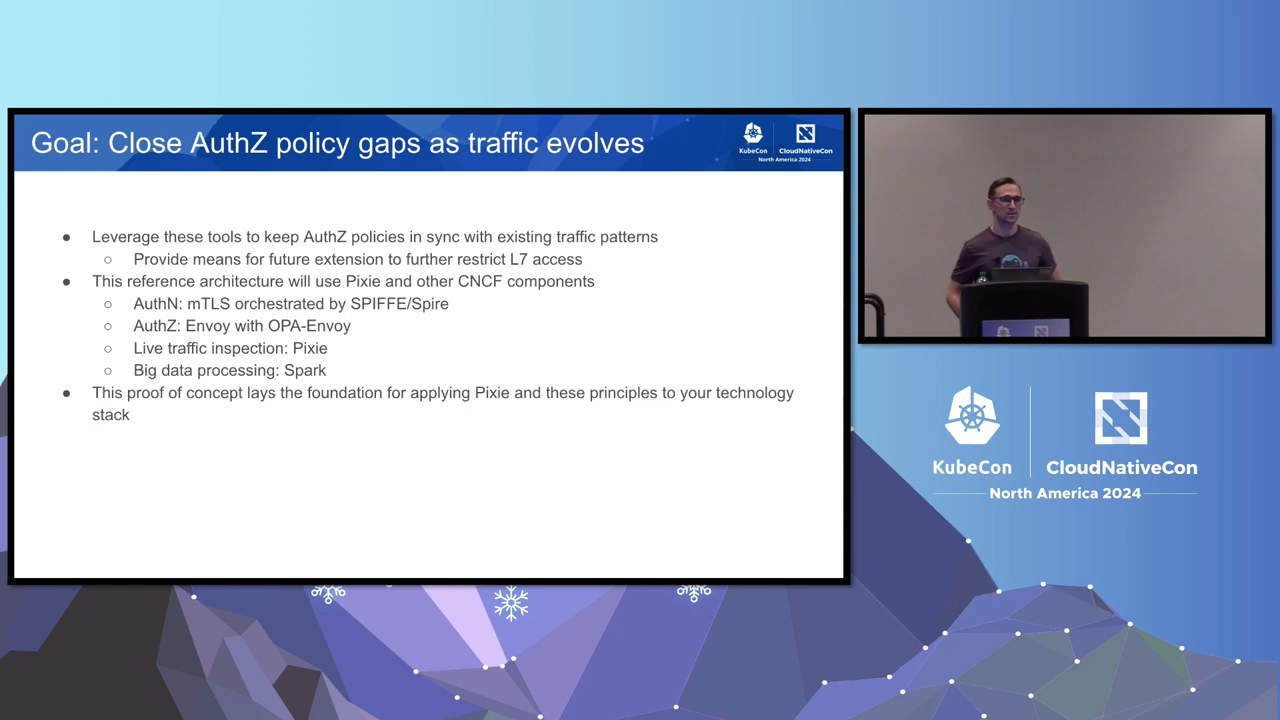 Goal: Close AuthZ policy gaps as traffic evolves
KubeCon
CloudNativeCon
North America 2024
● Leverage these tools to keep AuthZ policies in sync with existing traffic patterns
○ Provide means for future extension to further restrict L7 access
● This reference architecture will use Pixie and other CNCF components
○ AuthN: mTLS orchestrated by SPIFFE/Spire
○ AuthZ: Envoy with OPA-Envoy
○ Live traffic inspection: Pixie
○ Big data processing: Spark
● This proof of concept lays the foundation for applying Pixie and these principles to your technology
stack
KubeCon
CloudNativeCon
North America 2024